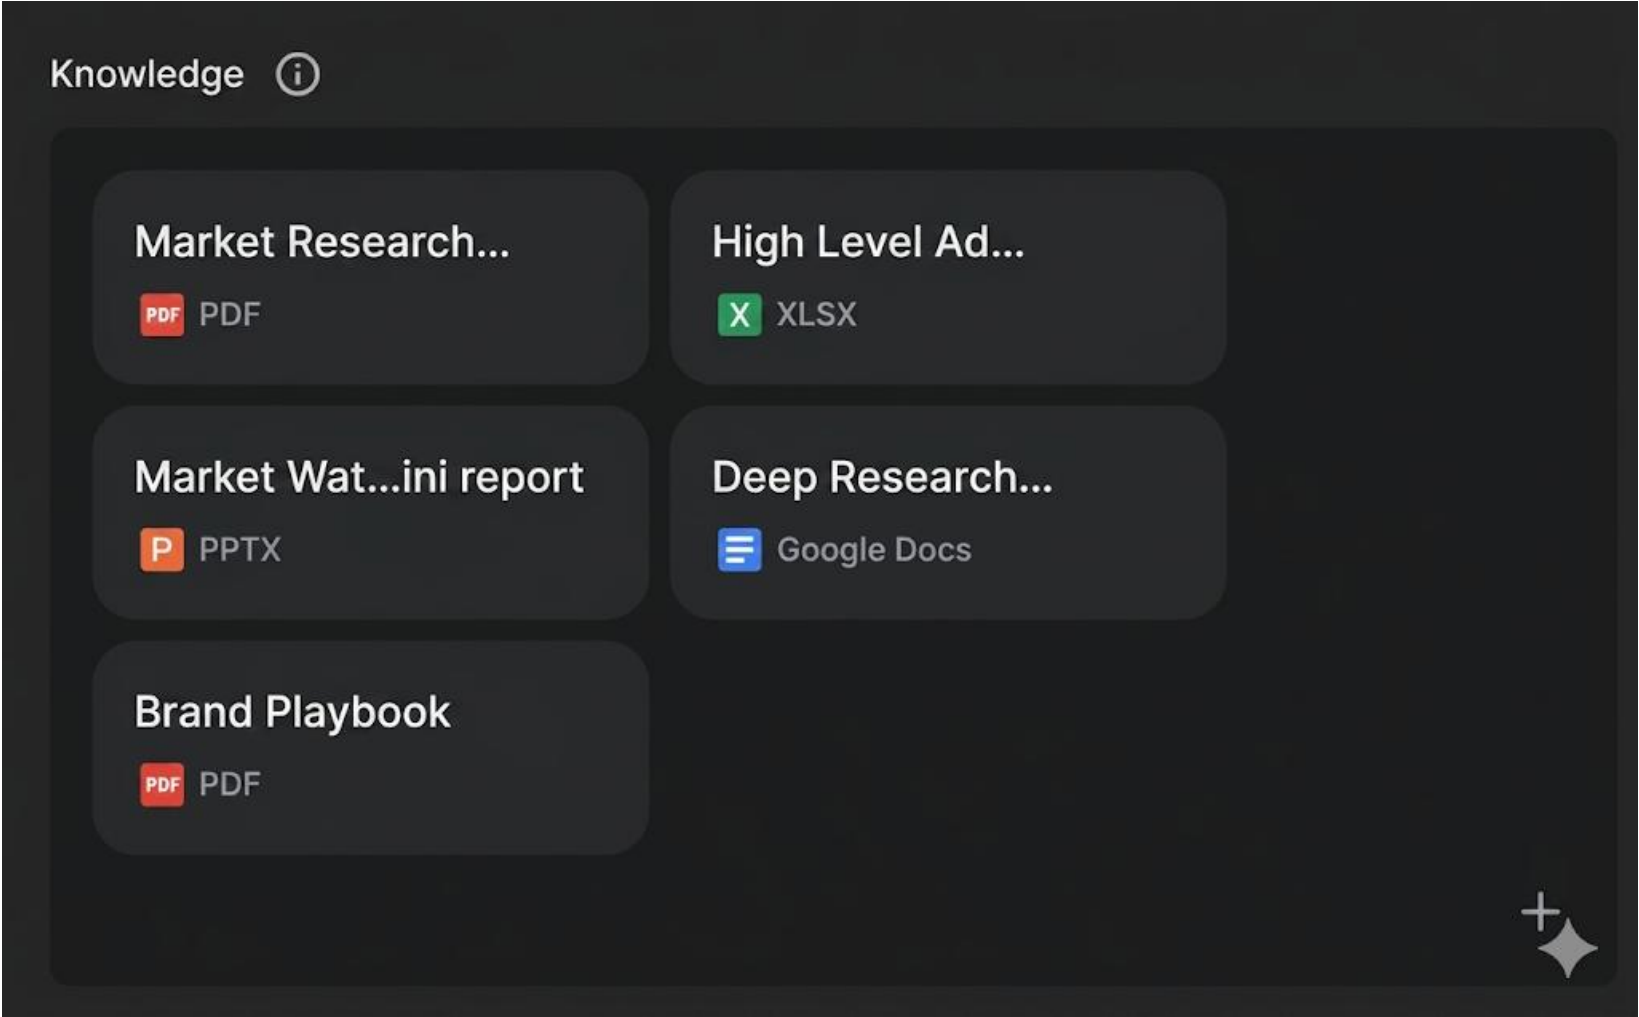 Knowledge
Market Research...
PDF PDF
High Level Ad...
X XLSX
Market Wat...ini report
P PPTX
Deep Research...
Google Docs
Brand Playbook
PDF PDF